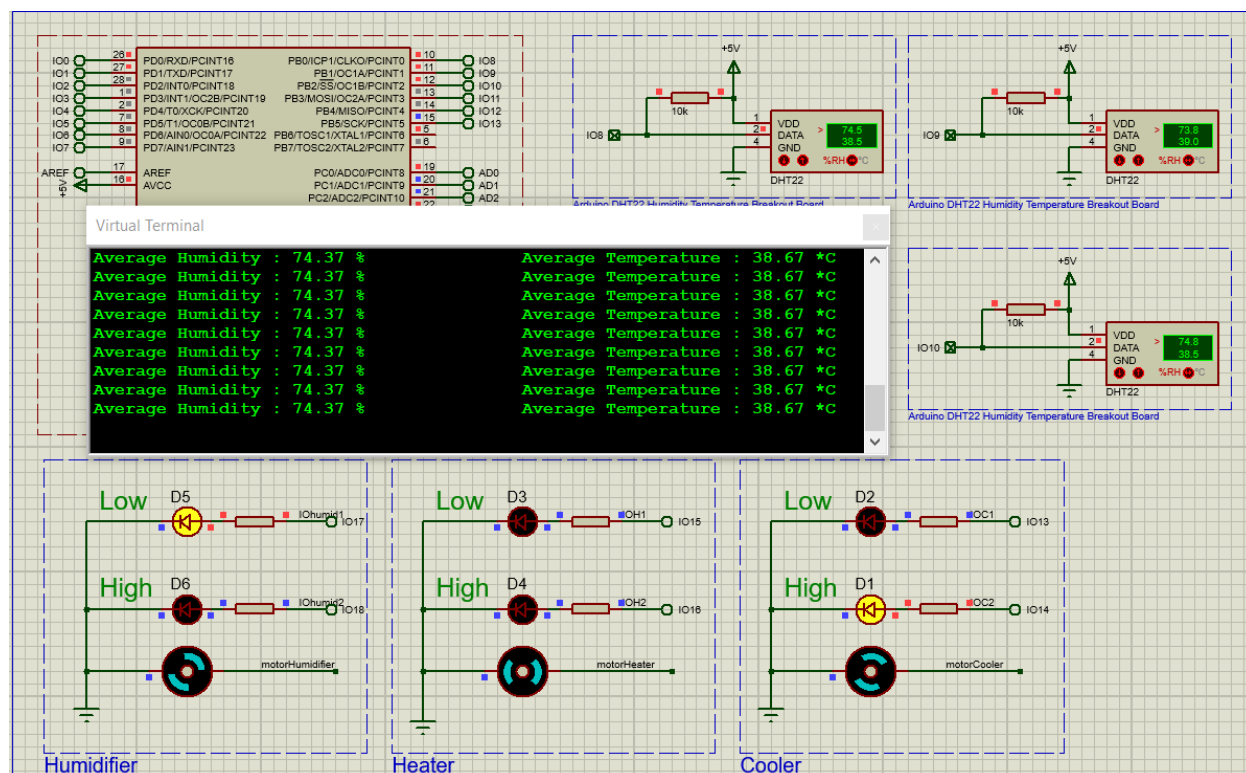 IO0 26 PD0/RXD/PCINT16 PB0/ICP1/CLKO/PCINT0 10 IO8
IO1 27 PD1/TXD/PCINT17 PB1/OC1A/PCINT1 11 IO9
IO2 28 PD2/INT0/PCINT18 PB2/SS/OC1B/PCINT2 12 IO10
IO3 1 PD3/INT1/OC2B/PCINT19 PB3/MOSI/OC2A/PCINT3 13 IO11
IO4 2 PD4/T0/XCK/PCINT20 PB4/MISO/PCINT4 14 IO12
IO5 7 PD5/T1/OC0B/PCINT21 PB5/SCK/PCINT5 15 IO13
IO6 8 PD6/AIN0/OC0A/PCINT22 PB6/TOSC1/XTAL1/PCINT6 5
IO7 9 PD7/AIN1/PCINT23 PB7/TOSC2/XTAL2/PCINT7 6
AREF 17 AREF PC0/ADC0/PCINT8 19 AD0
+5V 16 AVCC PC1/ADC1/PCINT9 20 AD1
PC2/ADC2/PCINT10 21 AD2
22
+5V
10k
IO8
1 VDD
2 DATA > 74.5
4 GND 38.5
%RH °C
DHT22
Arduino DHT22 Humidity Temperature Breakout Board
+5V
10k
IO9
1 VDD
2 DATA > 73.8
4 GND 39.0
%RH °C
DHT22
Arduino DHT22 Humidity Temperature Breakout Board
+5V
10k
IO10
1 VDD
2 DATA > 74.8
4 GND 38.5
%RH °C
DHT22
Arduino DHT22 Humidity Temperature Breakout Board
Virtual Terminal
Average Humidity : 74.37 % Average Temperature : 38.67 *C
Average Humidity : 74.37 % Average Temperature : 38.67 *C
Average Humidity : 74.37 % Average Temperature : 38.67 *C
Average Humidity : 74.37 % Average Temperature : 38.67 *C
Average Humidity : 74.37 % Average Temperature : 38.67 *C
Average Humidity : 74.37 % Average Temperature : 38.67 *C
Average Humidity : 74.37 % Average Temperature : 38.67 *C
Average Humidity : 74.37 % Average Temperature : 38.67 *C
Average Humidity : 74.37 % Average Temperature : 38.67 *C
Low D5 IOhumid1 IO17
High D6 IOhumid2 IO18
motorHumidifier
Humidifier
Low D3 IOH1 IO15
High D4 IOH2 IO16
motorHeater
Heater
Low D2 IOC1 IO13
High D1 IOC2 IO14
motorCooler
Cooler